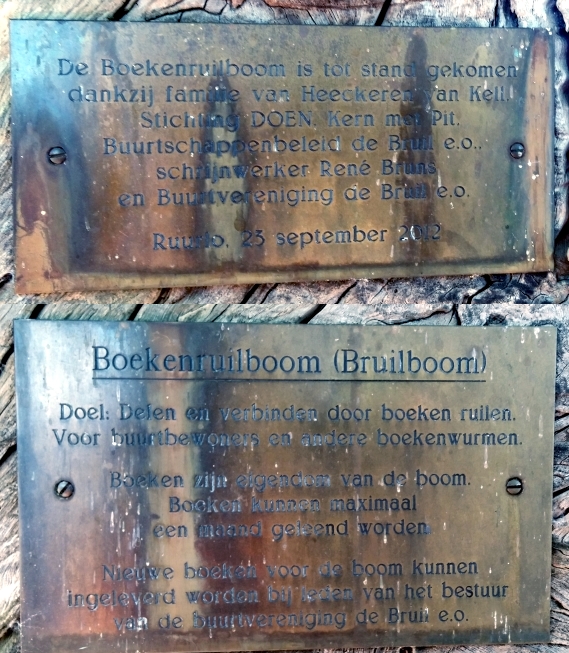 De Boekenruilboom is tot stand gekomen
dankzij familie van Heeckeren van Kell,
Stichting DOEN, Kern met Pit,
Buurtschappenbeleid de Bruil e.o.,
schrijnwerker René Bruns
en Buurtvereniging de Bruil e.o.
Ruurlo, 23 september 2012
Boekenruilboom (Bruilboom)
Doel: Delen en verbinden door boeken ruilen.
Voor buurtbewoners en andere boekenwurmen.
Boeken zijn eigendom van de boom.
Boeken kunnen maximaal
een maand geleend worden.
Nieuwe boeken voor de boom kunnen
ingeleverd worden bij leden van het bestuur
van de buurtvereniging de Bruil e.o.